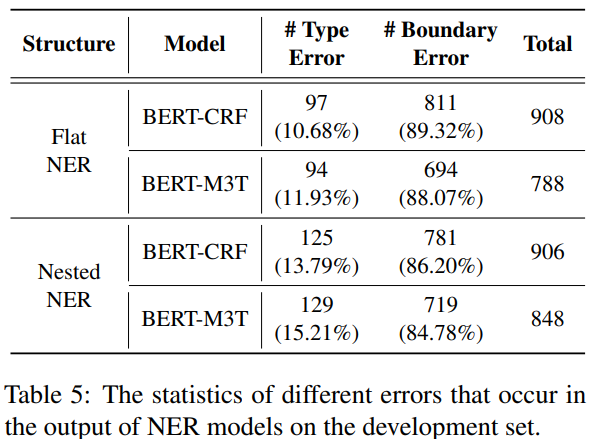 Structure Model # Type Error # Boundary Error Total
Flat NER BERT-CRF 97 (10.68%) 811 (89.32%) 908
BERT-M3T 94 (11.93%) 694 (88.07%) 788
Nested NER BERT-CRF 125 (13.79%) 781 (86.20%) 906
BERT-M3T 129 (15.21%) 719 (84.78%) 848
Table 5: The statistics of different errors that occur in
the output of NER models on the development set.